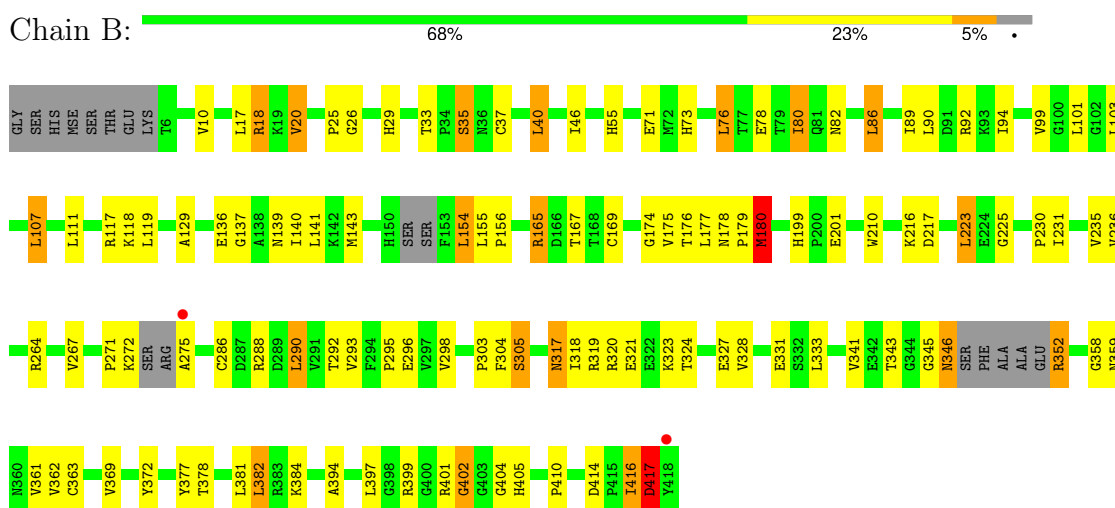 Chain B:
68% 23% 5% •
GLY SER HIS MSE SER THR GLU LYS T6 V10 L17 R18 K19 V20 P25 G26 H29 T33 P34 S35 N36 C37 L40 I46 H55 E71 M72 H73 L76 T77 E78 T79 I80 Q81 N82 L86 I89 L90 D91 R92 K93 I94 V99 G100 L101 G102
L107 L111 R117 K118 L119 A129 E136 G137 A138 N139 I140 L141 K142 M143 H150 SER SER F153 L154 L155 P156 R165 D166 T167 T168 C169 G174 V175 T176 L177 N178 P179 M180 H199 P200 E201 W210 K216 D217 L223 E224 G225 P230 I231 V235
R264 V267 P271 K272 SER ARG A275 C286 D287 R288 D289 L290 V291 T292 V293 F294 P295 E296 V297 V298 P303 F304 S305 N317 I318 R319 R320 E321 E322 K323 T324 E327 V328 E331 S332 L333 V341 E342 T343 G344 G345 N346 SER PHE ALA ALA GLU R352 G358
N360 V361 V362 C363 V369 Y372 Y377 T378 L381 L382 R383 K384 A394 L397 G398 R399 G400 R401 G402 G403 G404 H405 P410 D414 P415 I416 D417 Y418